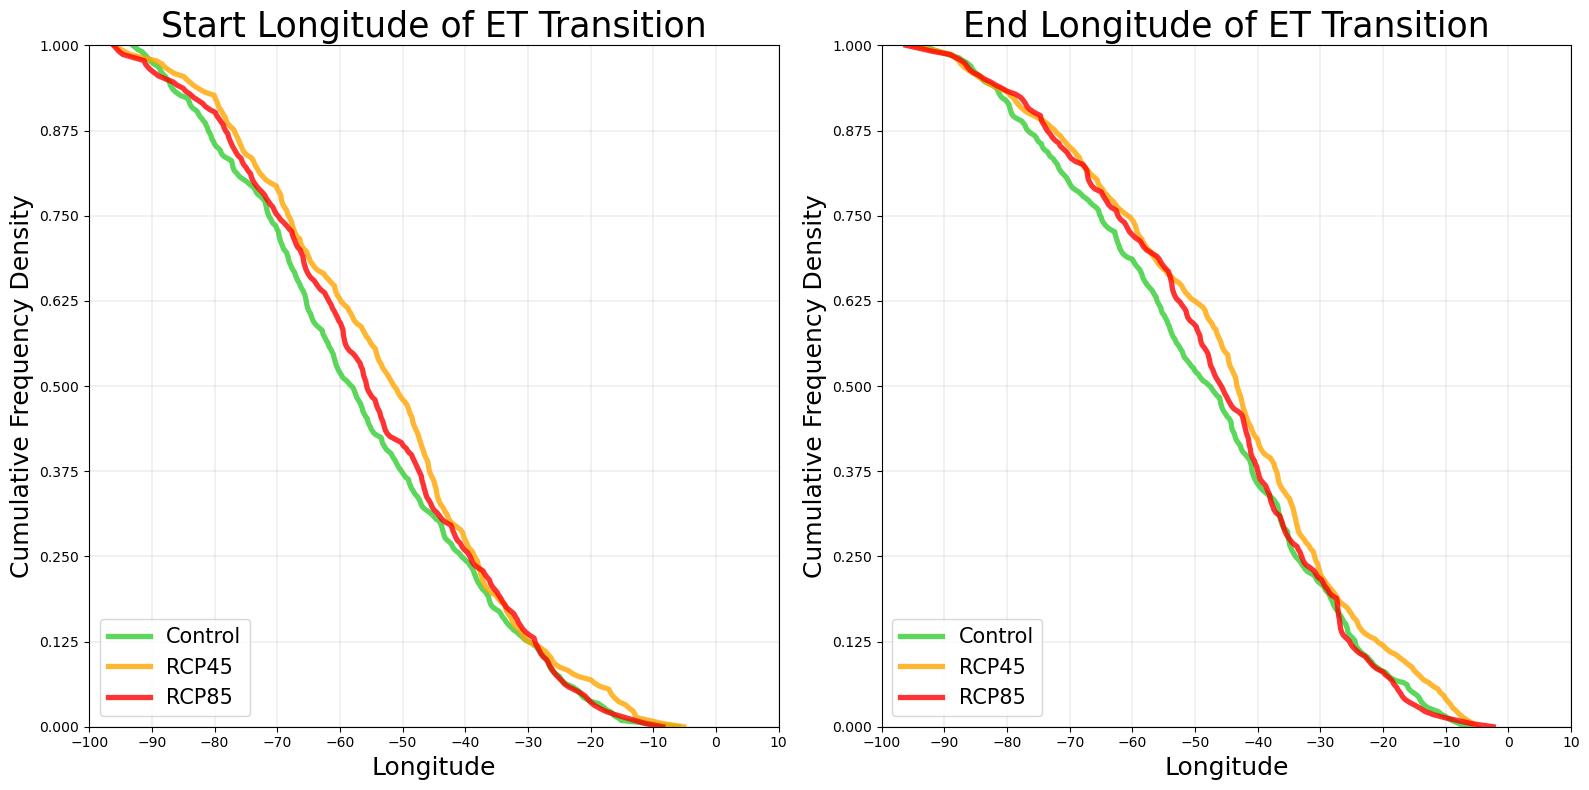 Start Longitude of ET Transition
1.000
0.875
0.750
0.625
0.500
0.375
0.250
0.125
0.000
Cumulative Frequency Density
Control
RCP45
RCP85
−100 −90 −80 −70 −60 −50 −40 −30 −20 −10 0 10
Longitude
End Longitude of ET Transition
1.000
0.875
0.750
0.625
0.500
0.375
0.250
0.125
0.000
Cumulative Frequency Density
Control
RCP45
RCP85
−100 −90 −80 −70 −60 −50 −40 −30 −20 −10 0 10
Longitude